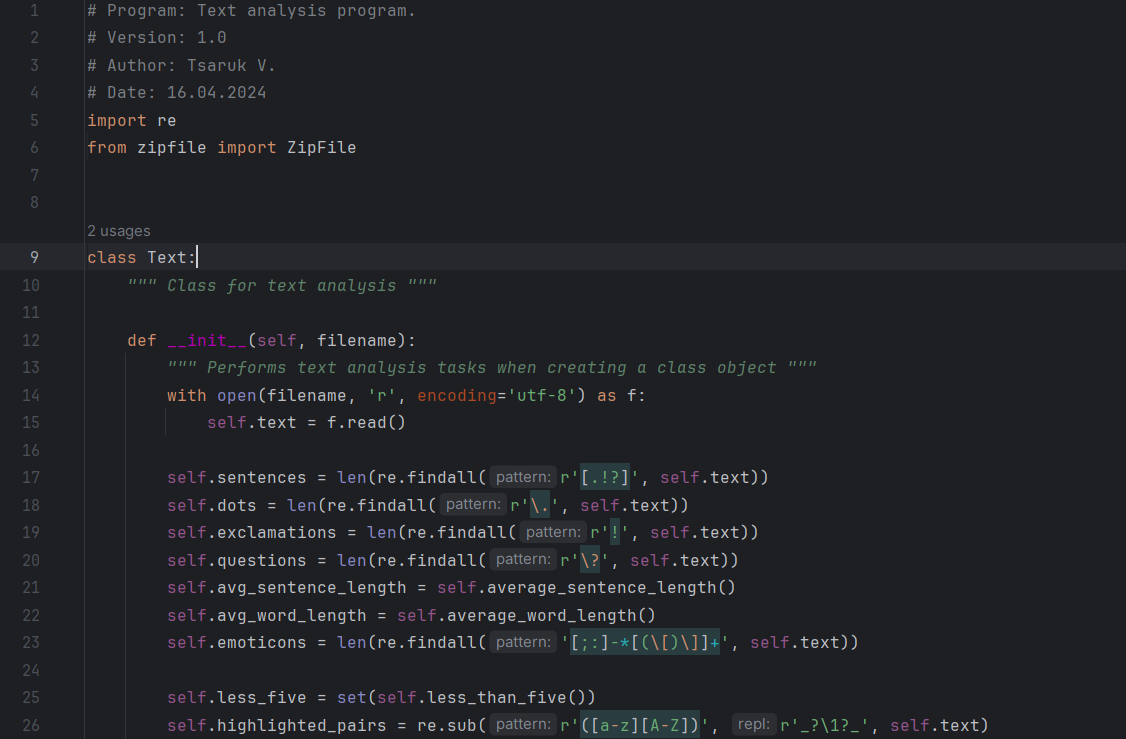 1 # Program: Text analysis program.
2 # Version: 1.0
3 # Author: Tsaruk V.
4 # Date: 16.04.2024
5 import re
6 from zipfile import ZipFile
7
8
2 usages
9 class Text:
10 """ Class for text analysis """
11
12 def __init__(self, filename):
13 """ Performs text analysis tasks when creating a class object """
14 with open(filename, 'r', encoding='utf-8') as f:
15 self.text = f.read()
16
17 self.sentences = len(re.findall( pattern: r'[.!?]', self.text))
18 self.dots = len(re.findall( pattern: r'\.', self.text))
19 self.exclamations = len(re.findall( pattern: r'!', self.text))
20 self.questions = len(re.findall( pattern: r'\?', self.text))
21 self.avg_sentence_length = self.average_sentence_length()
22 self.avg_word_length = self.average_word_length()
23 self.emoticons = len(re.findall( pattern: '[;:]-*[(\[)\]]+', self.text))
24
25 self.less_five = set(self.less_than_five())
26 self.highlighted_pairs = re.sub( pattern: r'([a-z][A-Z])', repl: r'_?\1?_', self.text)